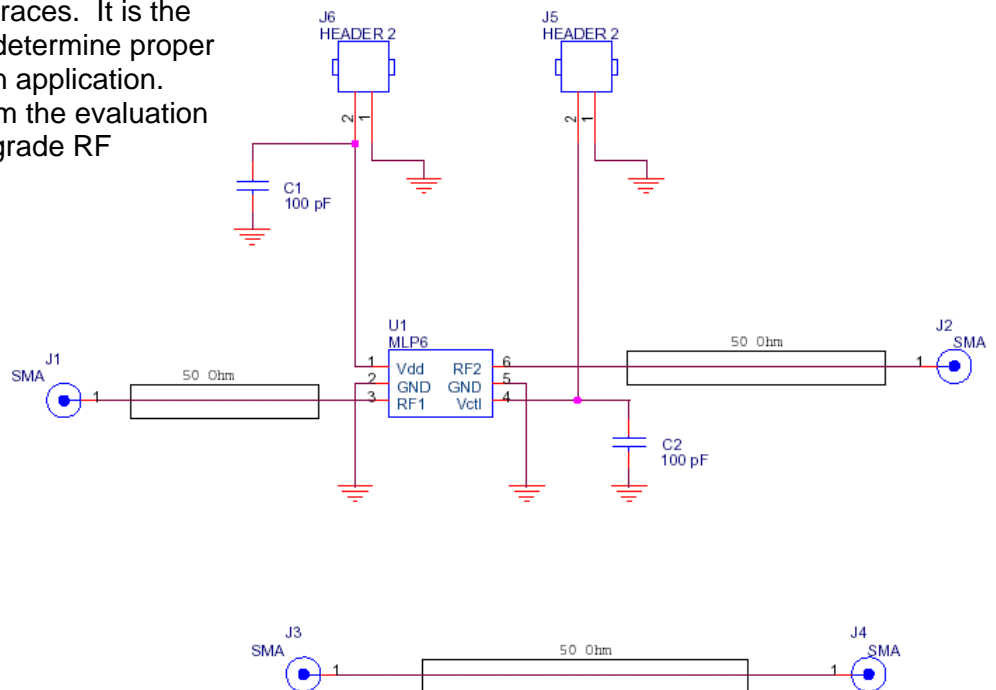 races. It is the
determine proper
n application.
m the evaluation
grade RF
J6
HEADER 2
J5
HEADER 2
2
1
2
1
C1
100 pF
U1
MLP6
J2
SMA
50 Ohm
1
Vdd
RF2
6
1
J1
SMA
50 Ohm
2
GND
GND
5
1
3
RF1
Vctl
4
C2
100 pF
J3
SMA
J4
SMA
50 Ohm
1
1